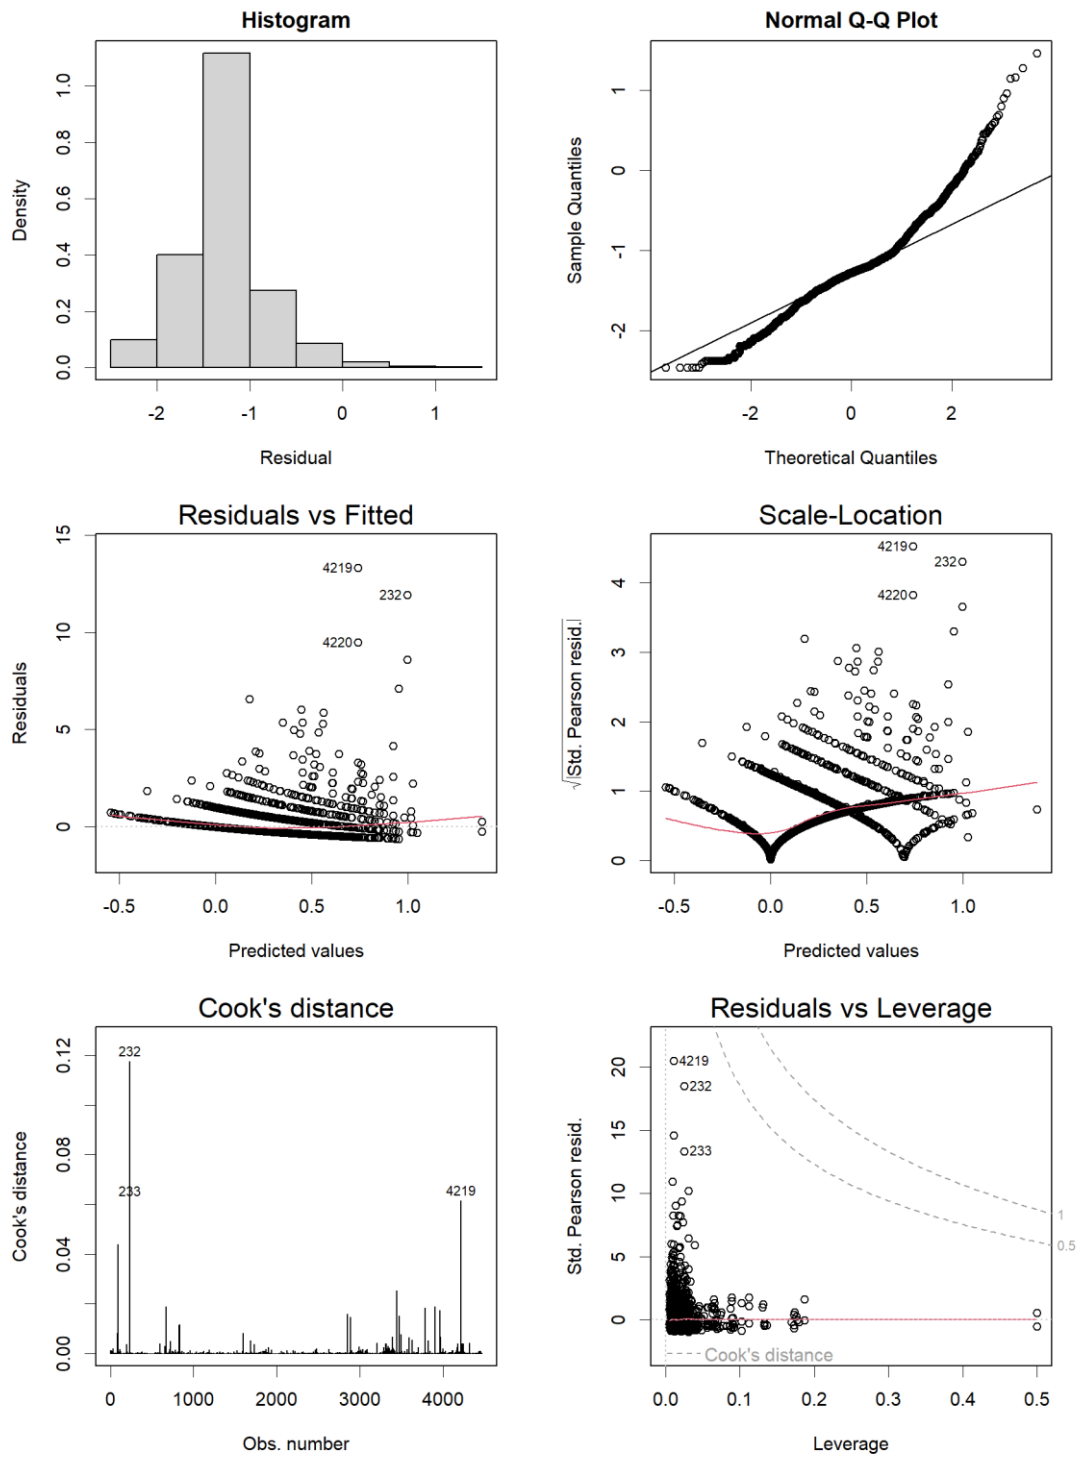 Histogram
Density
0.0 0.2 0.4 0.6 0.8 1.0
-2 -1 0 1
Residual
Normal Q-Q Plot
Sample Quantiles
-2 -1 0 1
-2 0 2
Theoretical Quantiles
Residuals vs Fitted
Residuals
0 5 10 15
4219
232
4220
-0.5 0.0 0.5 1.0
Predicted values
Scale-Location
√|Std. Pearson resid.|
0 1 2 3 4
4219
232
4220
-0.5 0.0 0.5 1.0
Predicted values
Cook's distance
Cook's distance
0.00 0.04 0.08 0.12
232
233
4219
0 1000 2000 3000 4000
Obs. number
Residuals vs Leverage
Std. Pearson resid.
0 5 10 15 20
4219
232
233
1
0.5
Cook's distance
0.0 0.1 0.2 0.3 0.4 0.5
Leverage